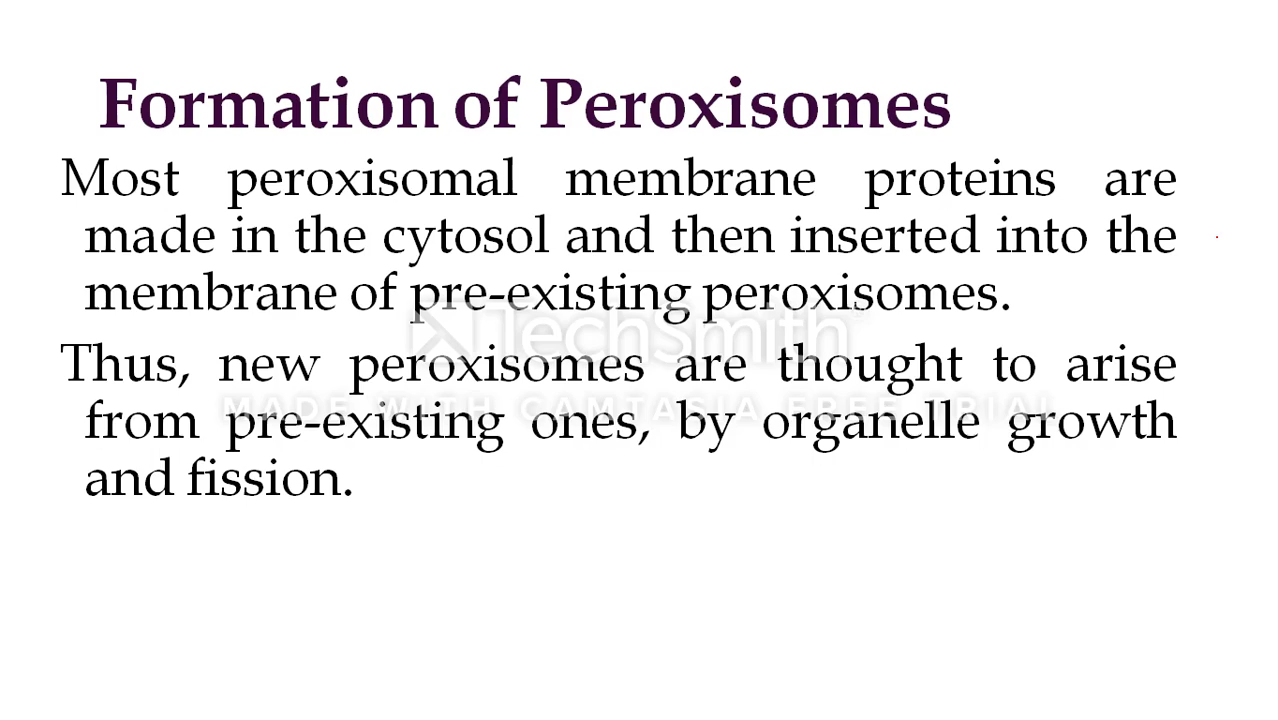 Formation of Peroxisomes
Most peroxisomal membrane proteins are
made in the cytosol and then inserted into the
membrane of pre-existing peroxisomes.
TechSmith
Thus, new peroxisomes are thought to arise
MADE WITH CAMTASIA FREE TRIAL
from pre-existing ones, by organelle growth
and fission.